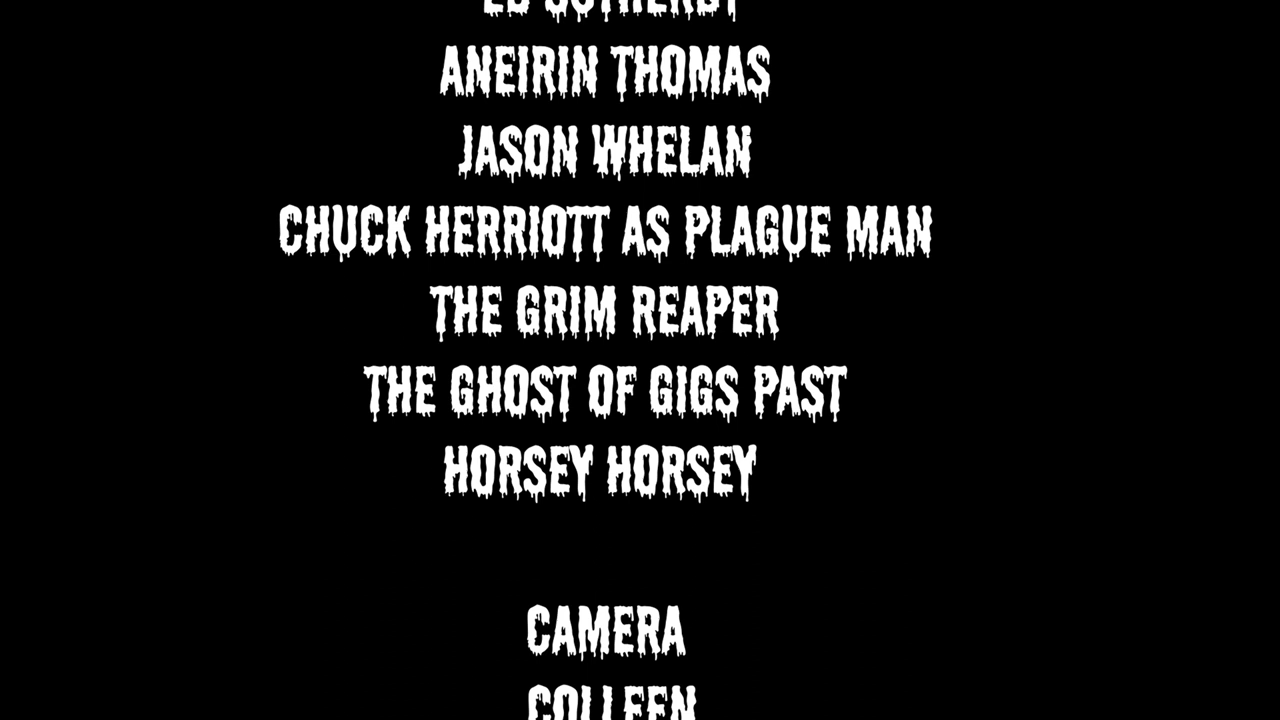 ANEIRIN THOMAS
JASON WHELAN
CHUCK HERRIOTT AS PLAGUE MAN
THE GRIM REAPER
THE GHOST OF GIGS PAST
HORSEY HORSEY
CAMERA
COLLEEN